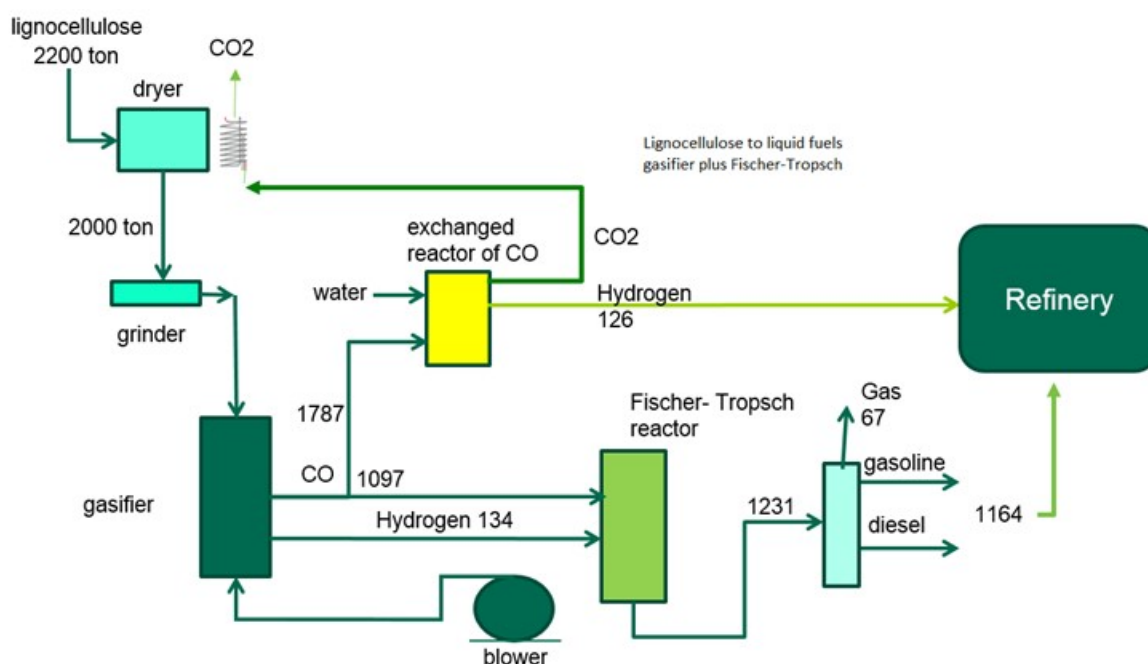 lignocellulose
2200 ton
CO2
dryer
Lignocellulose to liquid fuels
gasifier plus Fischer-Tropsch
2000 ton
exchanged
reactor of CO
CO2
water
Hydrogen
126
Refinery
grinder
1787
Fischer- Tropsch
reactor
Gas
67
gasoline
CO
1097
gasifier
1231
1164
Hydrogen 134
diesel
blower